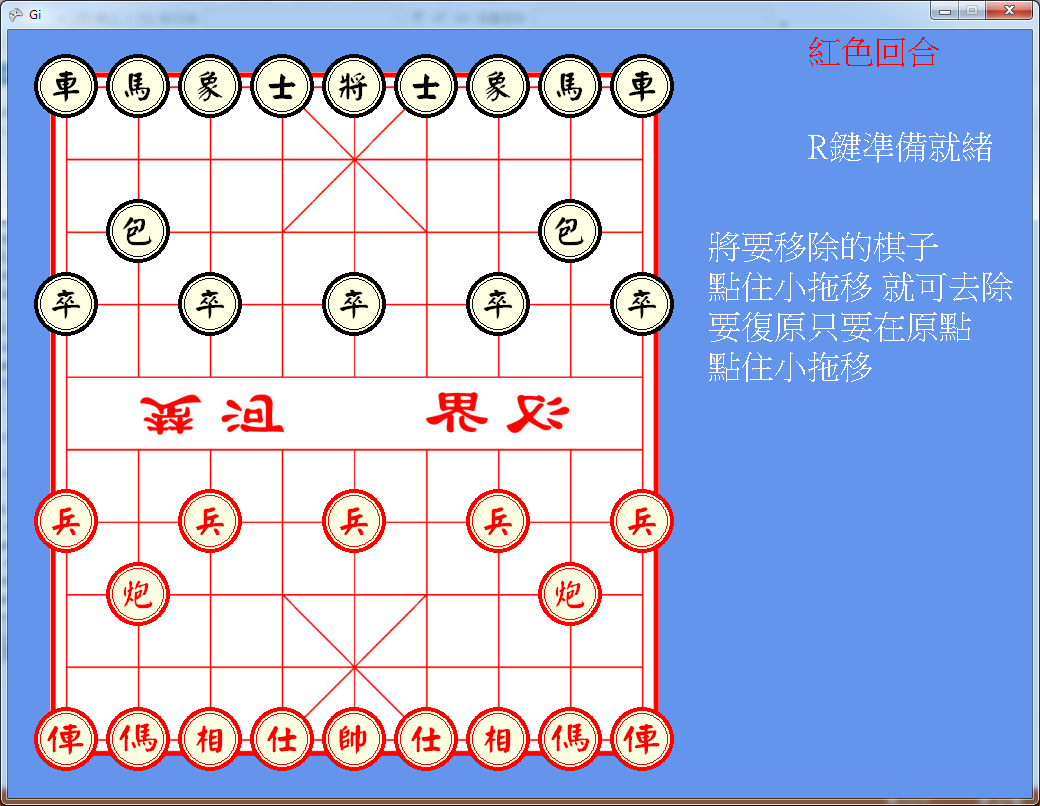 Gi
車 馬 象 士 將 士 象 馬 車
包 包
卒 卒 卒 卒 卒
楚河 界汉
兵 兵 兵 兵 兵
炮 炮
俥 傌 相 仕 帥 仕 相 傌 俥
紅色回合
R鍵準備就緒
將要移除的棋子
點住小拖移 就可去除
要復原只要在原點
點住小拖移